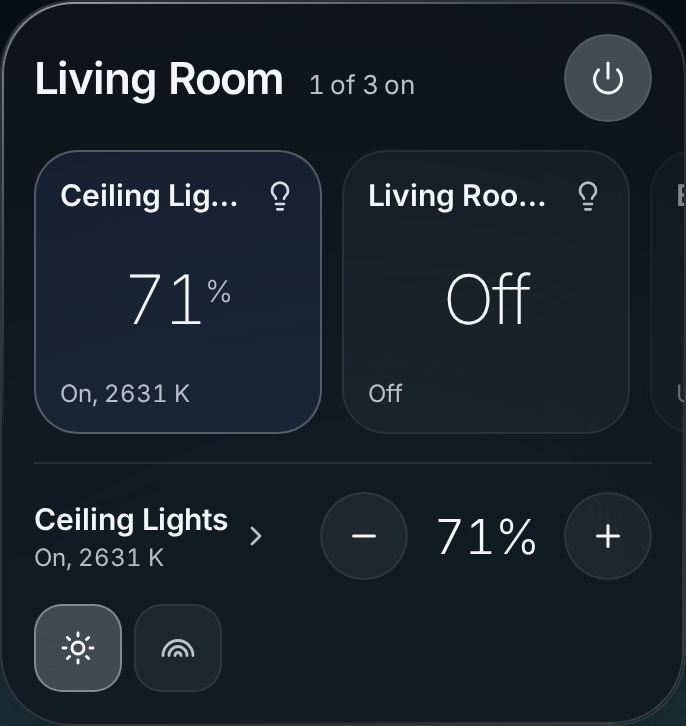 Living Room 1 of 3 on
Ceiling Lig... Living Roo...
71% Off
On, 2631 K Off
Ceiling Lights
On, 2631 K
71%